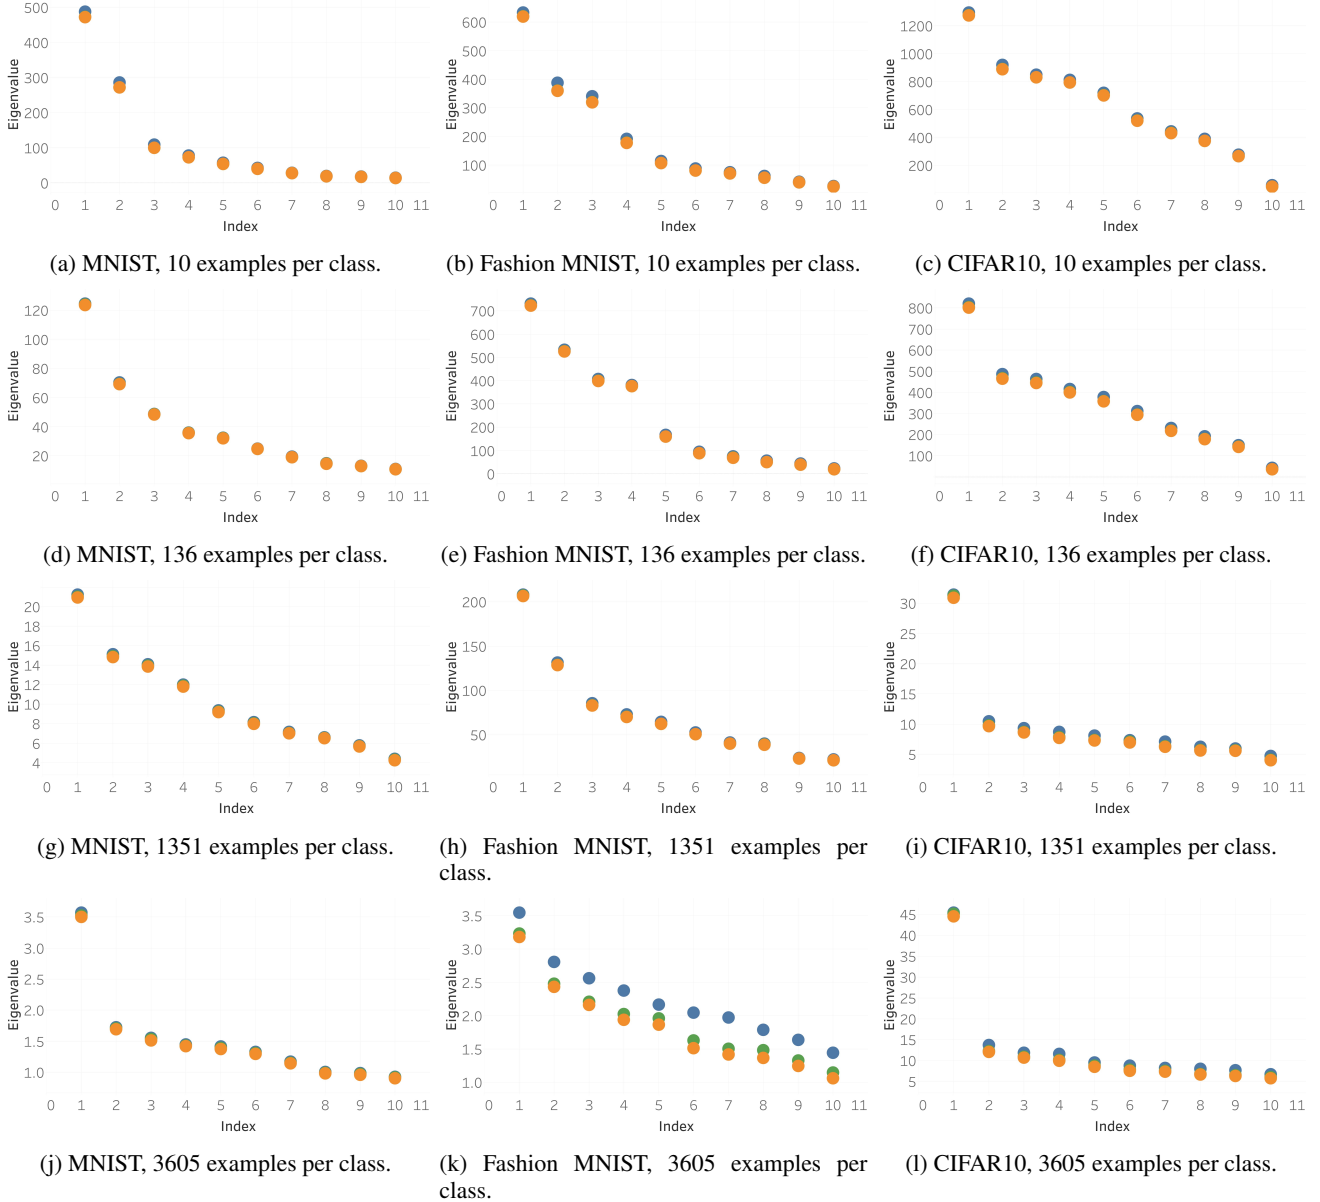 500
400
300
200
100
0
Eigenvalue
0 1 2 3 4 5 6 7 8 9 10 11
Index
(a) MNIST, 10 examples per class.
600
500
400
300
200
100
Eigenvalue
0 1 2 3 4 5 6 7 8 9 10 11
Index
(b) Fashion MNIST, 10 examples per class.
1200
1000
800
600
400
200
Eigenvalue
0 1 2 3 4 5 6 7 8 9 10 11
Index
(c) CIFAR10, 10 examples per class.
120
100
80
60
40
20
Eigenvalue
0 1 2 3 4 5 6 7 8 9 10 11
Index
(d) MNIST, 136 examples per class.
700
600
500
400
300
200
100
0
Eigenvalue
0 1 2 3 4 5 6 7 8 9 10 11
Index
(e) Fashion MNIST, 136 examples per class.
800
700
600
500
400
300
200
100
Eigenvalue
0 1 2 3 4 5 6 7 8 9 10 11
Index
(f) CIFAR10, 136 examples per class.
20
18
16
14
12
10
8
6
4
Eigenvalue
0 1 2 3 4 5 6 7 8 9 10 11
Index
(g) MNIST, 1351 examples per class.
200
150
100
50
Eigenvalue
0 1 2 3 4 5 6 7 8 9 10 11
Index
(h) Fashion MNIST, 1351 examples per
class.
30
25
20
15
10
5
Eigenvalue
0 1 2 3 4 5 6 7 8 9 10 11
Index
(i) CIFAR10, 1351 examples per class.
3.5
3.0
2.5
2.0
1.5
1.0
Eigenvalue
0 1 2 3 4 5 6 7 8 9 10 11
Index
(j) MNIST, 3605 examples per class.
3.5
3.0
2.5
2.0
1.5
1.0
Eigenvalue
0 1 2 3 4 5 6 7 8 9 10 11
Index
(k) Fashion MNIST, 3605 examples per
class.
45
40
35
30
25
20
15
10
5
Eigenvalue
0 1 2 3 4 5 6 7 8 9 10 11
Index
(l) CIFAR10, 3605 examples per class.